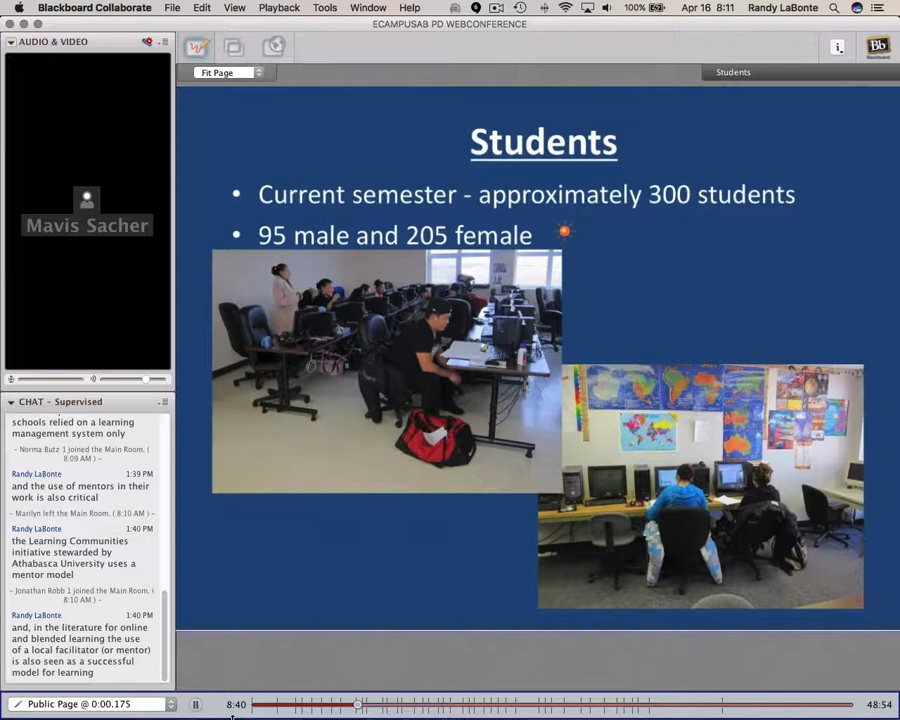 Blackboard Collaborate File Edit View Playback Tools Window Help 100% Apr 16 8:11 Randy LaBonte
ECAMPUSAB PD WEBCONFERENCE
AUDIO & VIDEO
Mavis Sacher
CHAT - Supervised
schools relied on a learning
management system only
- Norma Butz 1 joined the Main Room. (
8:09 AM ) -
Randy LaBonte 1:39 PM
and the use of mentors in their
work is also critical
- Marilyn left the Main Room. ( 8:10 AM ) -
Randy LaBonte 1:40 PM
the Learning Communities
initiative stewarded by
Athabasca University uses a
mentor model
- Jonathan Robb 1 joined the Main Room. (
8:10 AM ) -
Randy LaBonte 1:40 PM
and, in the literature for online
and blended learning the use
of a local facilitator (or mentor)
is also seen as a successful
model for learning
i
Bb
Blackboard
Fit Page
Students
Students
• Current semester - approximately 300 students
• 95 male and 205 female
Public Page @ 0:00.175
8:40
48:54